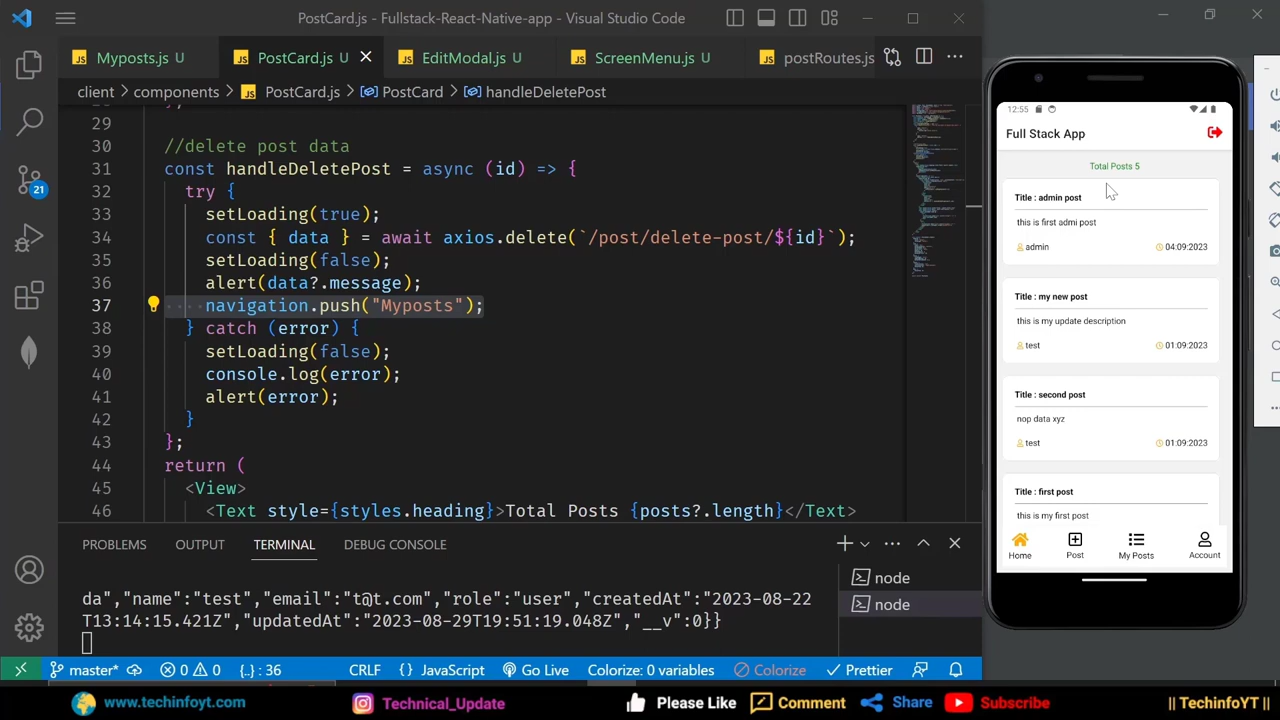 PostCard.js - Fullstack-React-Native-app - Visual Studio Code
Myposts.js U
PostCard.js U
EditModal.js U
ScreenMenu.js U
postRoutes.js
client > components > PostCard.js > PostCard > handleDeletePost
29
30 //delete post data
31 const handleDeletePost = async (id) => {
32 try {
33 setLoading(true);
34 const { data } = await axios.delete(`/post/delete-post/${id}`);
35 setLoading(false);
36 alert(data?.message);
37 navigation.push("Myposts");
38 } catch (error) {
39 setLoading(false);
40 console.log(error);
41 alert(error);
42 }
43 };
44 return (
45 <View>
46 <Text style={styles.heading}>Total Posts {posts?.length}</Text>
PROBLEMS OUTPUT TERMINAL DEBUG CONSOLE
da","name":"test","email":"t@t.com","role":"user","createdAt":"2023-08-22
T13:14:15.421Z","updatedAt":"2023-08-29T19:51:19.048Z","__v":0}}
node
node
21
master* 0 0 {..} : 36 CRLF {} JavaScript Go Live Colorize: 0 variables Colorize Prettier
12:55
Full Stack App
Total Posts 5
Title : admin post
this is first admi post
admin 04:09:2023
Title : my new post
this is my update description
test 01:09:2023
Title : second post
nop data xyz
test 01:09:2023
Title : first post
this is my first post
Home Post My Posts Account
www.techinfoyt.com Technical_Update Please Like Comment Share Subscribe || TechinfoYT ||